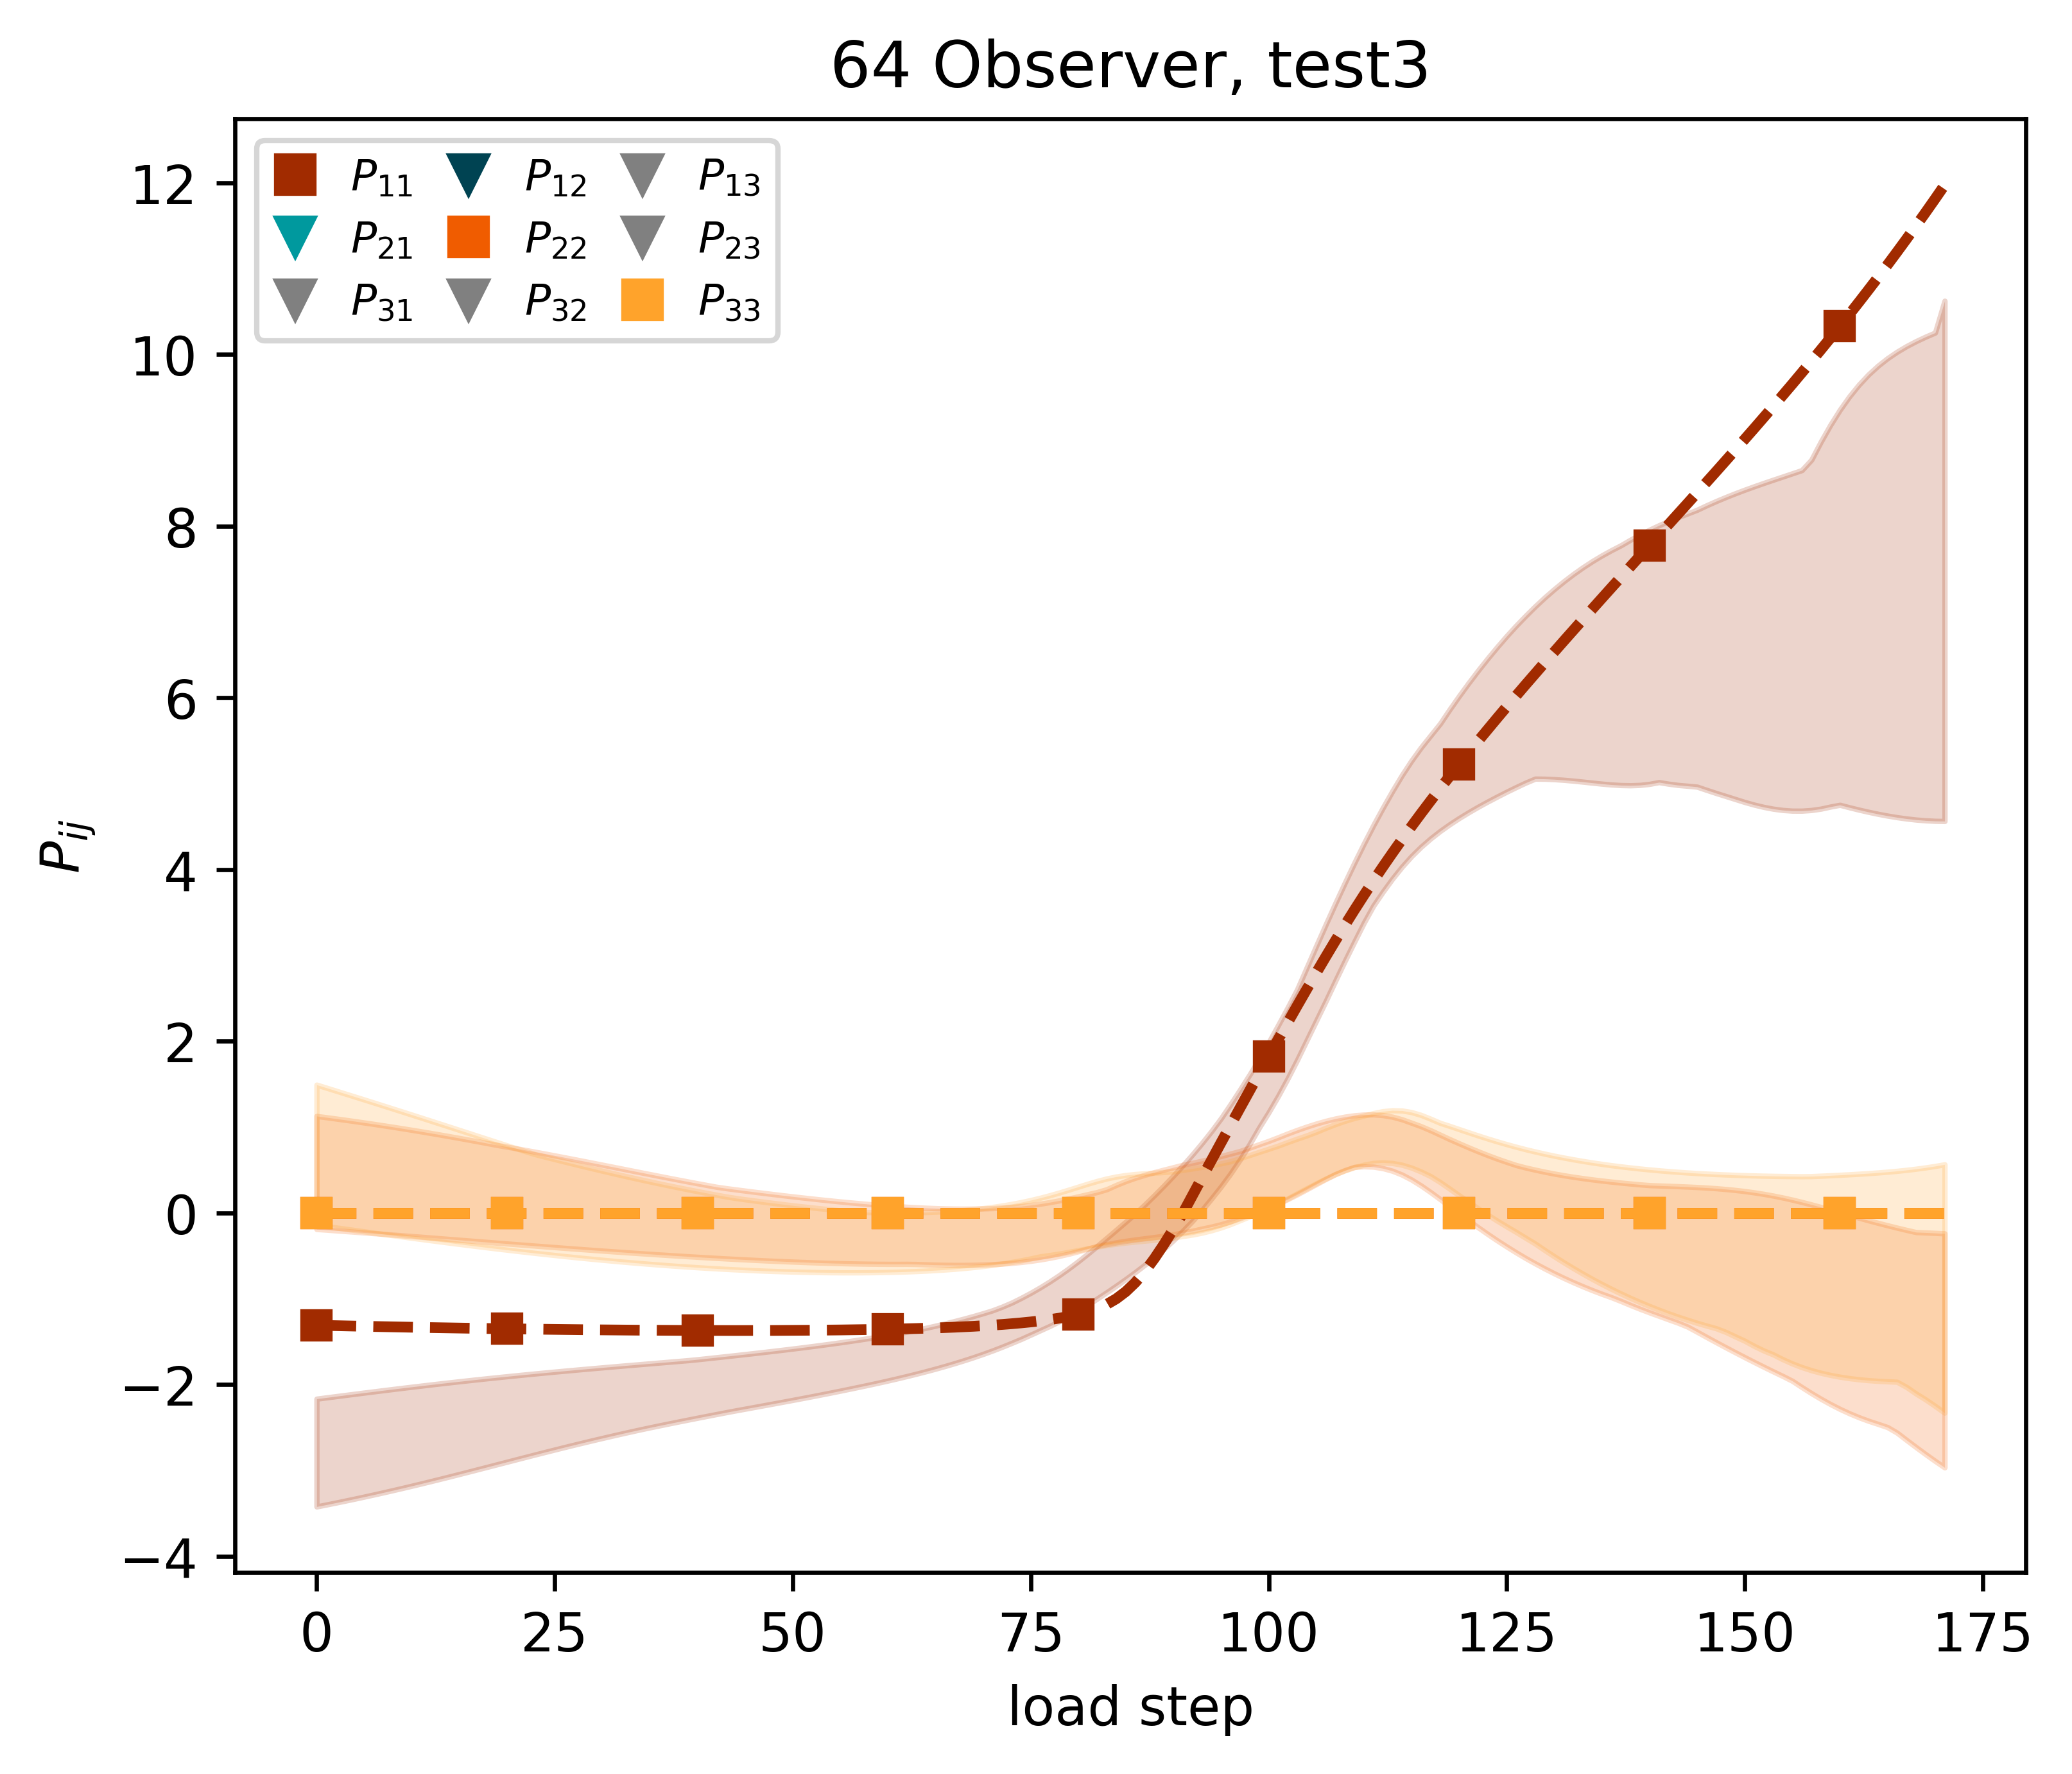 64 Observer, test3
P₁₁ P₁₂ P₁₃
P₂₁ P₂₂ P₂₃
P₃₁ P₃₂ P₃₃
12
10
8
6
4
2
0
−2
−4
P_ij
0 25 50 75 100 125 150 175
load step